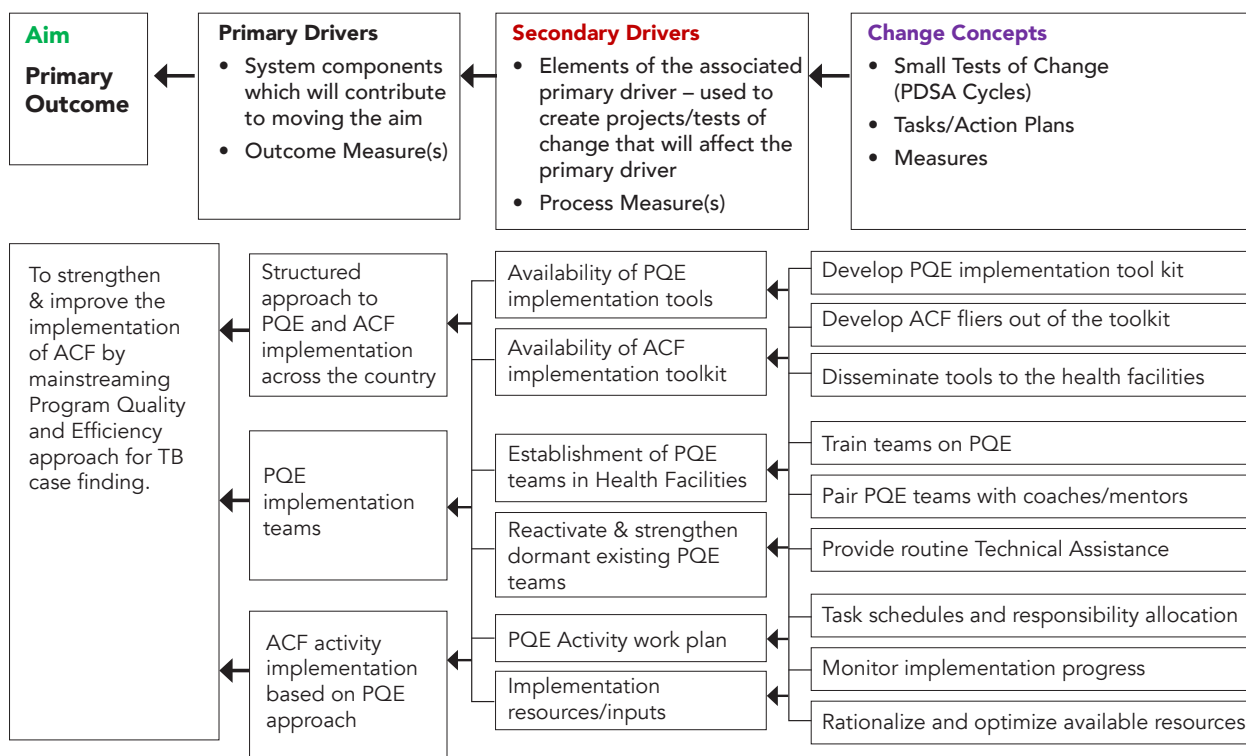 Aim
Primary
Outcome
Primary Drivers
• System components
which will contribute
to moving the aim
• Outcome Measure(s)
Secondary Drivers
• Elements of the associated
primary driver – used to
create projects/tests of
change that will affect the
primary driver
• Process Measure(s)
Change Concepts
• Small Tests of Change
(PDSA Cycles)
• Tasks/Action Plans
• Measures
To strengthen
& improve the
implementation
of ACF by
mainstreaming
Program Quality
and Efficiency
approach for TB
case finding.
Structured
approach to
PQE and ACF
implementation
across the country
PQE
implementation
teams
ACF activity
implementation
based on PQE
approach
Availability of PQE
implementation tools
Availability of ACF
implementation toolkit
Establishment of PQE
teams in Health Facilities
Reactivate & strengthen
dormant existing PQE
teams
PQE Activity work plan
Implementation
resources/inputs
Develop PQE implementation tool kit
Develop ACF fliers out of the toolkit
Disseminate tools to the health facilities
Train teams on PQE
Pair PQE teams with coaches/mentors
Provide routine Technical Assistance
Task schedules and responsibility allocation
Monitor implementation progress
Rationalize and optimize available resources